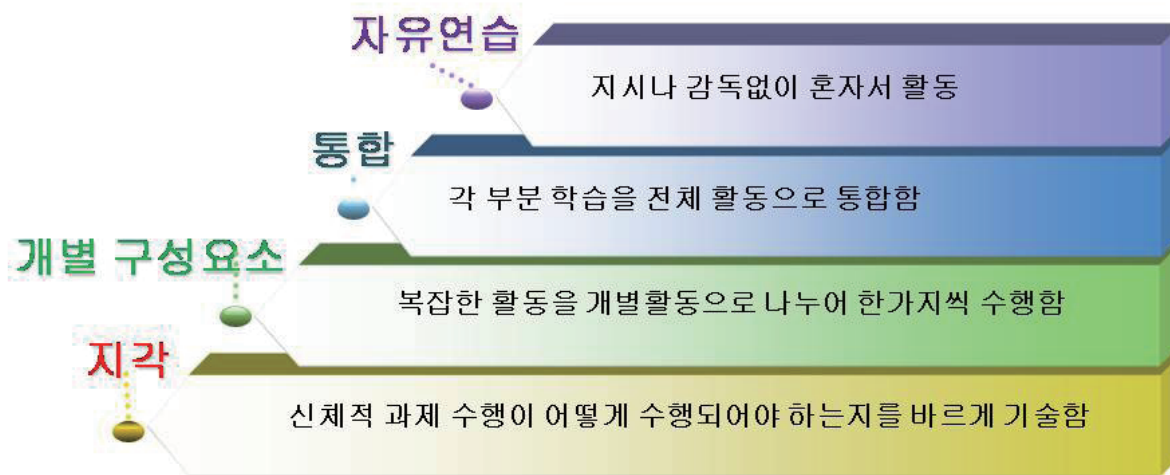 자유연습
지시나 감독없이 혼자서 활동
통합
각 부분 학습을 전체 활동으로 통합함
개별 구성요소
복잡한 활동을 개별활동으로 나누어 한가지씩 수행함
지각
신체적 과제 수행이 어떻게 수행되어야 하는지를 바르게 기술함